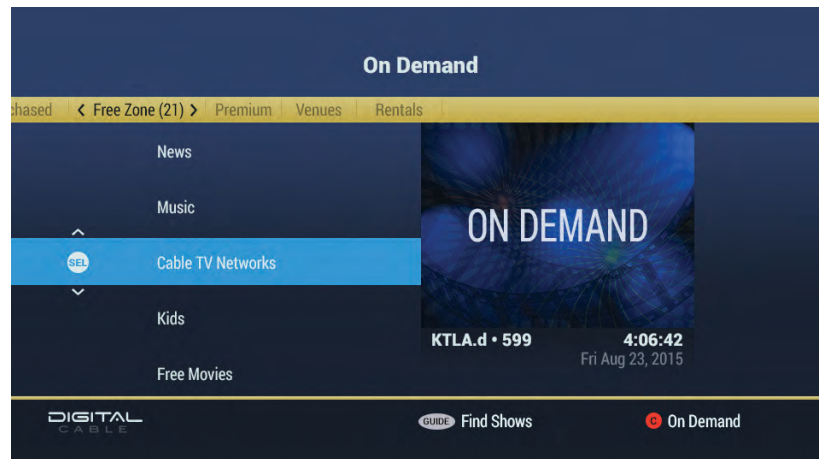 On Demand
chased < Free Zone (21) > Premium Venues Rentals
News
Music
SEL Cable TV Networks
Kids
Free Movies
ON DEMAND
KTLA.d • 599 4:06:42
Fri Aug 23, 2015
DIGITAL
CABLE
GUIDE Find Shows C On Demand